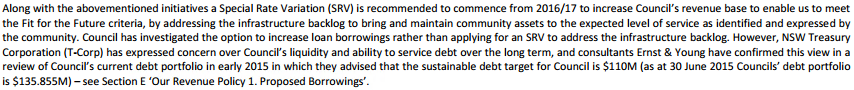 Along with the abovementioned initiatives a Special Rate Variation (SRV) is recommended to commence from 2016/17 to increase Council's revenue base to enable us to meet
the Fit for the Future criteria, by addressing the infrastructure backlog to bring and maintain community assets to the expected level of service as identified and expressed by
the community. Council has investigated the option to increase loan borrowings rather than applying for an SRV to address the infrastructure backlog. However, NSW Treasury
Corporation (T-Corp) has expressed concern over Council's liquidity and ability to service debt over the long term, and consultants Ernst & Young have confirmed this view in a
review of Council's current debt portfolio in early 2015 in which they advised that the sustainable debt target for Council is $110M (as at 30 June 2015 Councils' debt portfolio
is $135.855M) – see Section E 'Our Revenue Policy 1. Proposed Borrowings'.